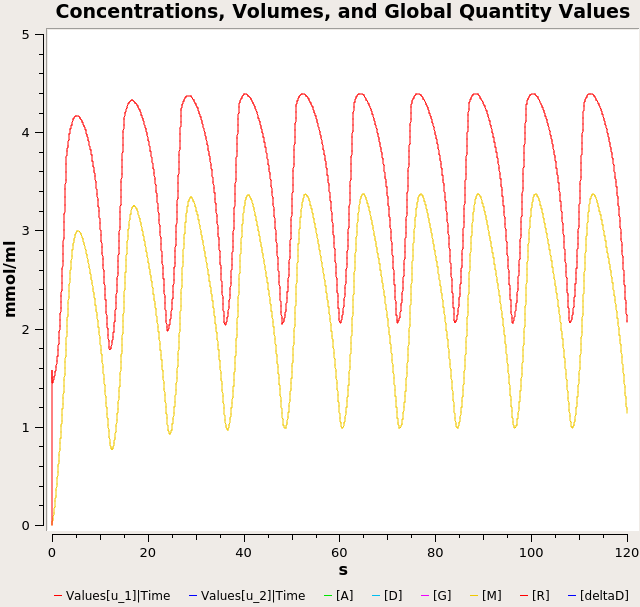 Concentrations, Volumes, and Global Quantity Values
5
4
3
2
1
0
mmol/ml
0 20 40 60 80 100 120
s
Values[u_1]|Time Values[u_2]|Time [A] [D] [G] [M] [R] [deltaD]